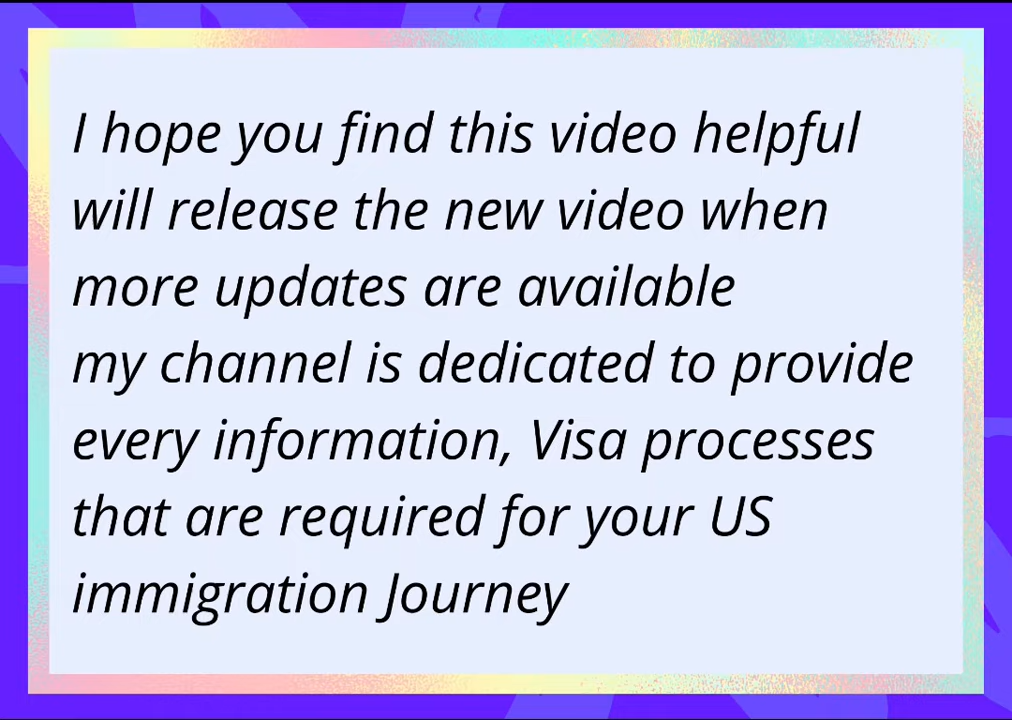 I hope you find this video helpful
will release the new video when
more updates are available
my channel is dedicated to provide
every information, Visa processes
that are required for your US
immigration Journey